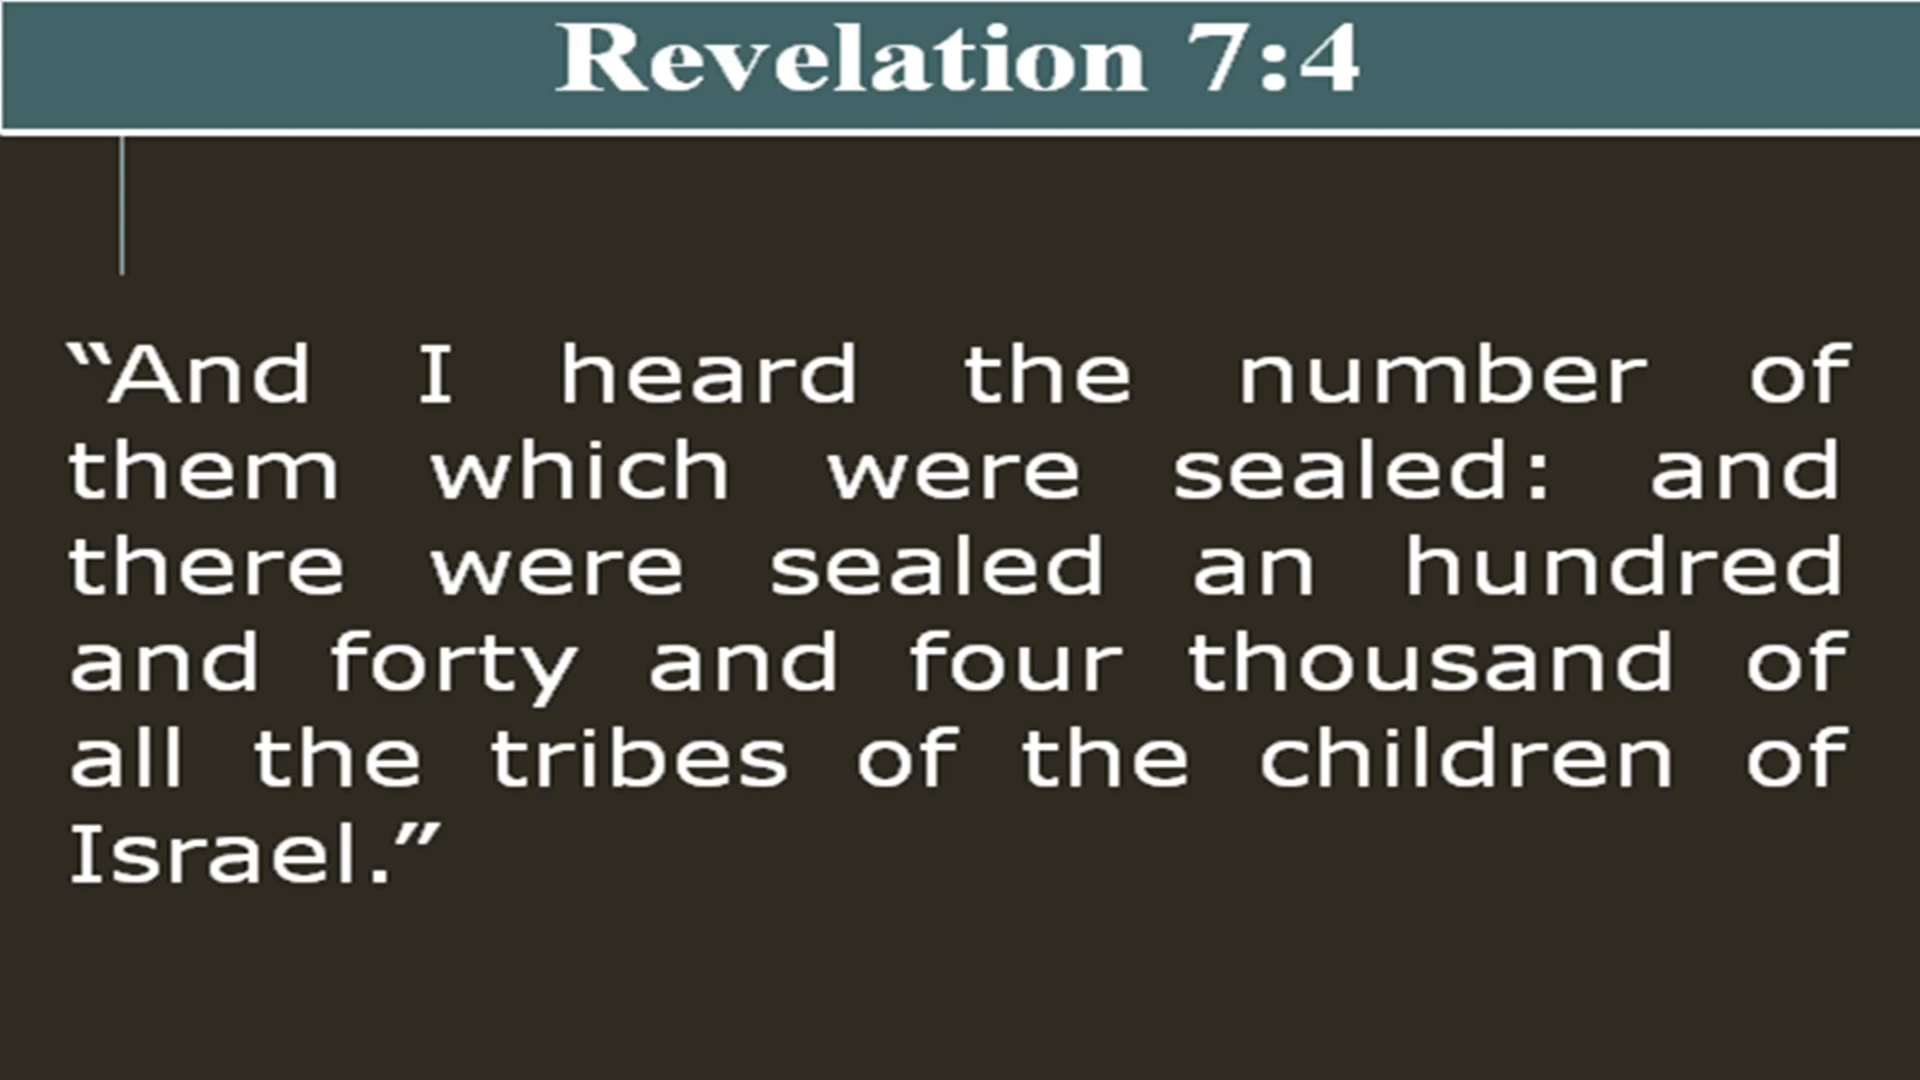 Revelation 7:4
“And I heard the number of
them which were sealed: and
there were sealed an hundred
and forty and four thousand of
all the tribes of the children of
Israel.”